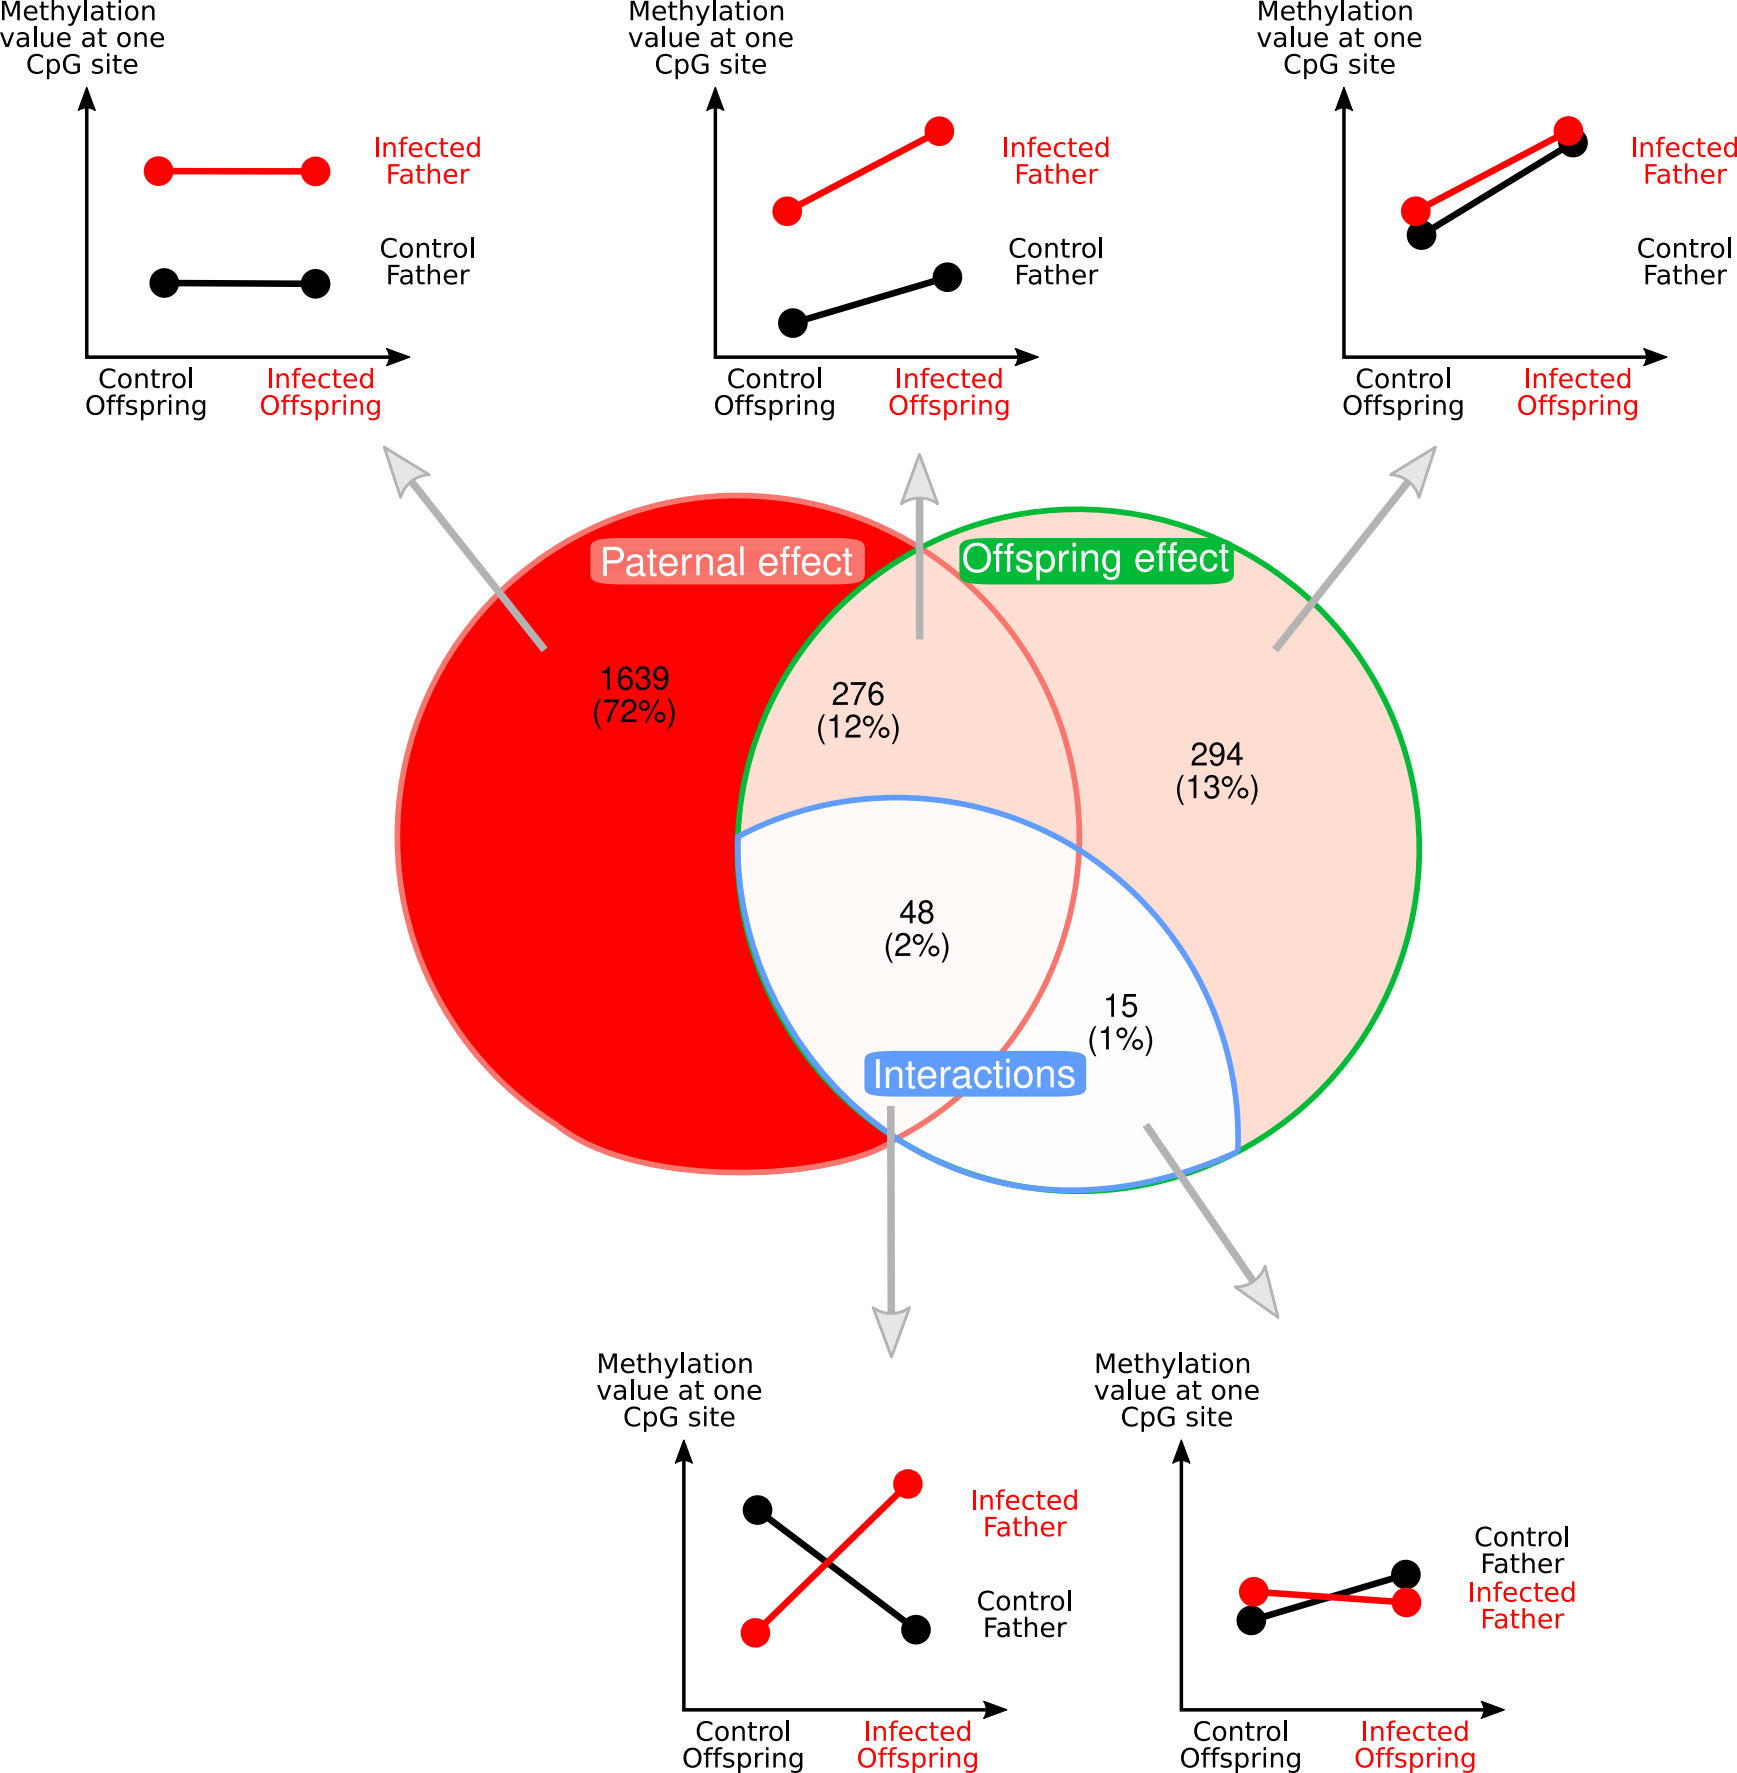 Methylation
value at one
CpG site
Infected
Father
Control
Father
Control
Offspring
Infected
Offspring
Methylation
value at one
CpG site
Infected
Father
Control
Father
Control
Offspring
Infected
Offspring
Methylation
value at one
CpG site
Infected
Father
Control
Father
Control
Offspring
Infected
Offspring
Paternal effect
Offspring effect
1639
(72%)
276
(12%)
294
(13%)
48
(2%)
15
(1%)
Interactions
Methylation
value at one
CpG site
Infected
Father
Control
Father
Control
Offspring
Infected
Offspring
Methylation
value at one
CpG site
Control
Father
Infected
Father
Control
Offspring
Infected
Offspring